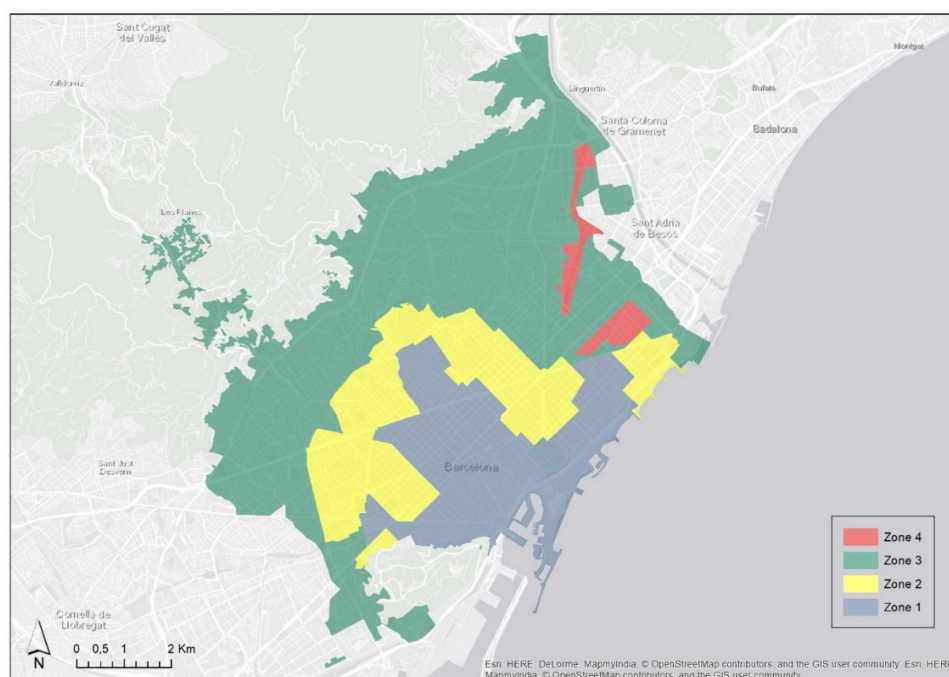 Sant Cugat
del Vallès
Montgat
Valldoreix
Singuerlín
Bufalà
Santa Coloma
de Gramenet
Badalona
Les Planes
Sant Adrià
de Besòs
Sant Just
Desvern
Barcelona
Zone 4
Zone 3
Zone 2
Zone 1
Cornellà de
Llobregat
N
0 0,5 1 2 Km
Esri, HERE, DeLorme, MapmyIndia, © OpenStreetMap contributors, and the GIS user community, Esri, HERE
MapmyIndia, © OpenStreetMap contributors, and the GIS user community